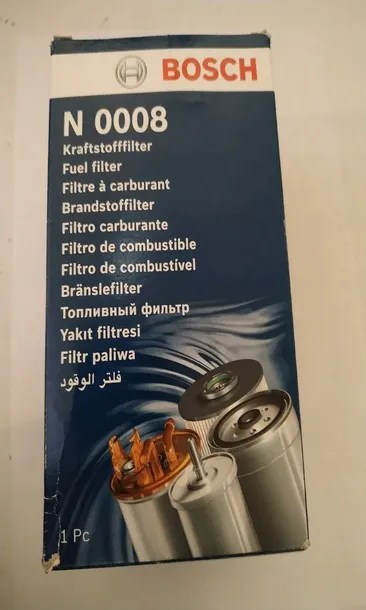 BOSCH
N 0008
Kraftstofffilter
Fuel filter
Filtre à carburant
Brandstoffilter
Filtro carburante
Filtro de combustible
Filtro de combustível
Bränslefilter
Топливный фильтр
Yakıt filtresi
Filtr paliwa
فلتر الوقود
1 Pc